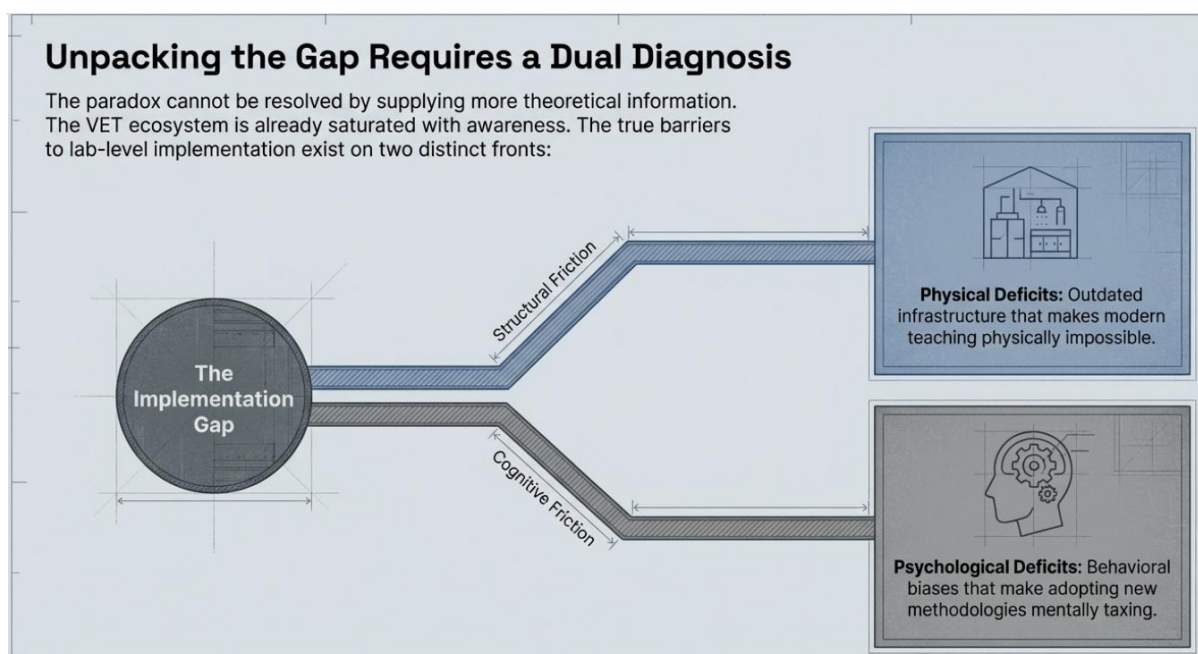 Unpacking the Gap Requires a Dual Diagnosis
The paradox cannot be resolved by supplying more theoretical information.
The VET ecosystem is already saturated with awareness. The true barriers
to lab-level implementation exist on two distinct fronts:
The
Implementation
Gap
Structural Friction
Physical Deficits: Outdated
infrastructure that makes modern
teaching physically impossible.
Cognitive Friction
Psychological Deficits: Behavioral
biases that make adopting new
methodologies mentally taxing.